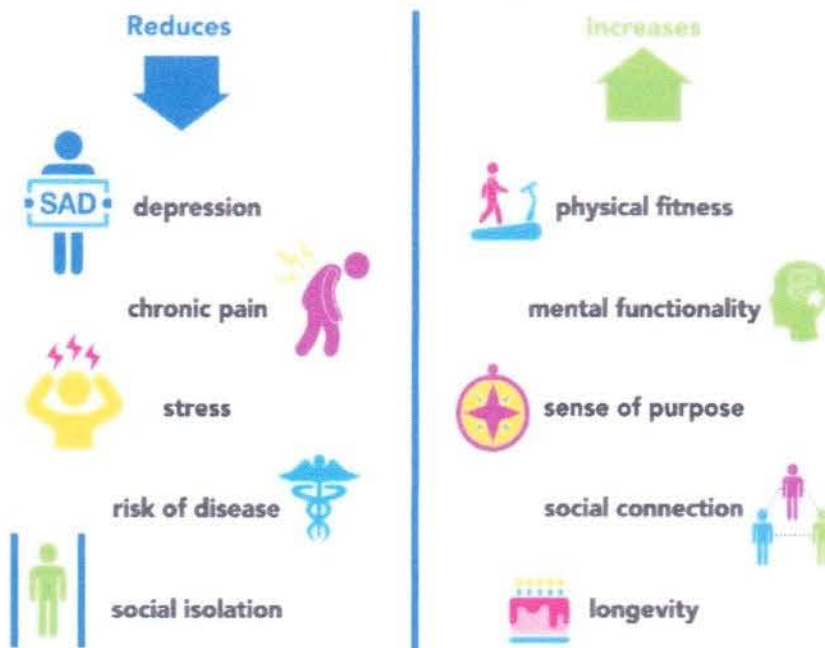 Reduces
SAD
depression
chronic pain
stress
risk of disease
social isolation
Increases
physical fitness
mental functionality
sense of purpose
social connection
longevity